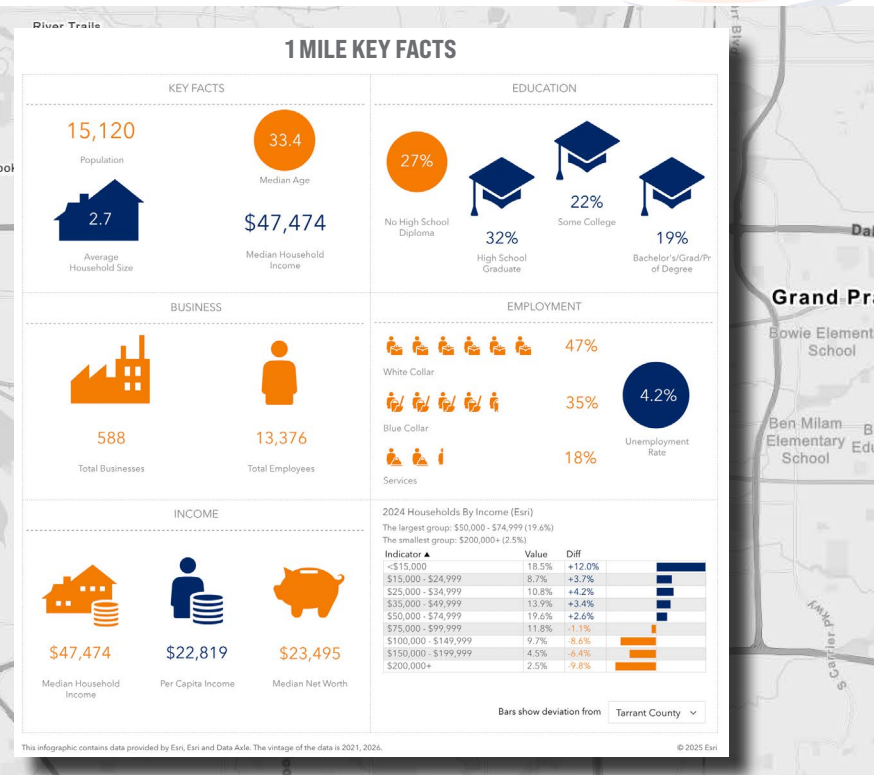 River Trails
1 MILE KEY FACTS
KEY FACTS
15,120
Population
33.4
Median Age
2.7
Average
Household Size
$47,474
Median Household
Income
EDUCATION
27%
No High School
Diploma
32%
High School
Graduate
22%
Some College
19%
Bachelor's/Grad/Pr
of Degree
BUSINESS
588
Total Businesses
13,376
Total Employees
EMPLOYMENT
47%
White Collar
35%
Blue Collar
18%
Services
4.2%
Unemployment
Rate
INCOME
$47,474
Median Household
Income
$22,819
Per Capita Income
$23,495
Median Net Worth
2024 Households By Income (Esri)
The largest group: $50,000 - $74,999 (19.6%)
The smallest group: $200,000+ (2.5%)
Indicator ▲ Value Diff
<$15,000 18.5% +12.0%
$15,000 - $24,999 8.7% +3.7%
$25,000 - $34,999 10.8% +4.2%
$35,000 - $49,999 13.9% +3.4%
$50,000 - $74,999 19.6% +2.6%
$75,000 - $99,999 11.8% -1.1%
$100,000 - $149,999 9.7% -8.6%
$150,000 - $199,999 4.5% -6.4%
$200,000+ 2.5% -9.8%
Bars show deviation from Tarrant County
This infographic contains data provided by Esri, Esri and Data Axle. The vintage of the data is 2021, 2026.
© 2025 Esri
Blvd
Grand Pra
Bowie Element
School
Ben Milam
Elementary
School
Edu
S Carrier Pkwy